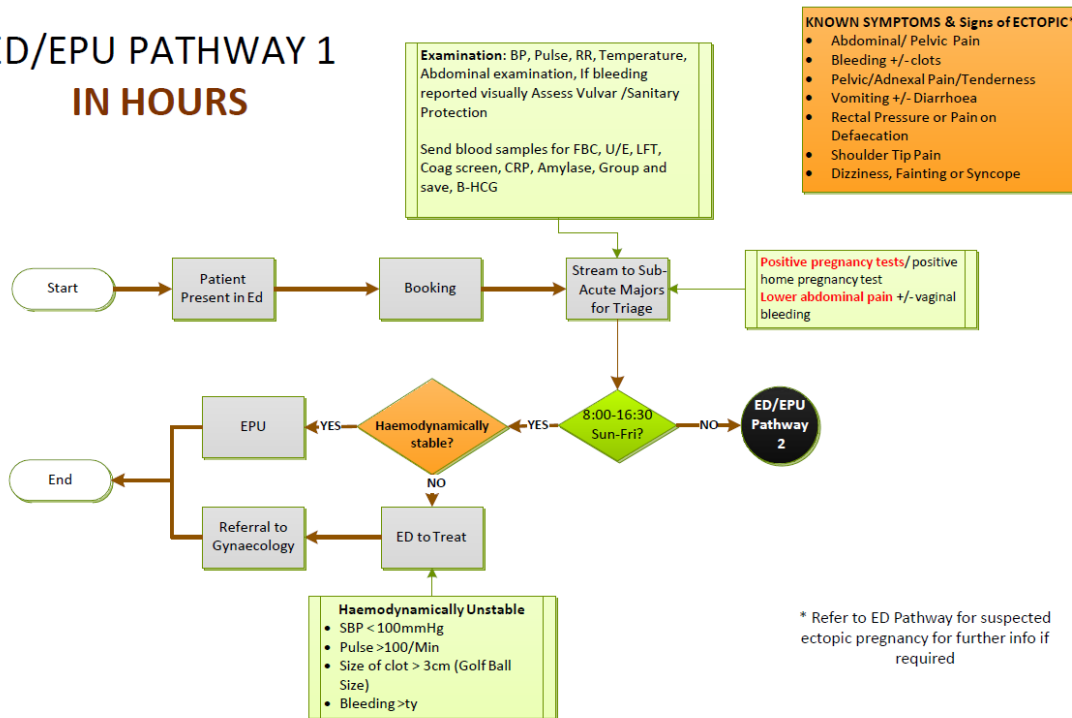 ED/EPU PATHWAY 1
IN HOURS
Examination: BP, Pulse, RR, Temperature,
Abdominal examination, If bleeding
reported visually Assess Vulvar /Sanitary
Protection
Send blood samples for FBC, U/E, LFT,
Coag screen, CRP, Amylase, Group and
save, B-HCG
KNOWN SYMPTOMS & Signs of ECTOPIC*
• Abdominal/ Pelvic Pain
• Bleeding +/- clots
• Pelvic/Adnexal Pain/Tenderness
• Vomiting +/- Diarrhoea
• Rectal Pressure or Pain on
Defaecation
• Shoulder Tip Pain
• Dizziness, Fainting or Syncope
Start
Patient
Present in Ed
Booking
Stream to Sub-
Acute Majors
for Triage
Positive pregnancy tests/ positive
home pregnancy test
Lower abdominal pain +/- vaginal
bleeding
EPU
YES
Haemodynamically
stable?
YES
8:00-16:30
Sun-Fri?
NO
ED/EPU
Pathway
2
End
NO
Referral to
Gynaecology
ED to Treat
Haemodynamically Unstable
• SBP < 100mmHg
• Pulse >100/Min
• Size of clot > 3cm (Golf Ball
Size)
• Bleeding >ty
* Refer to ED Pathway for suspected
ectopic pregnancy for further info if
required